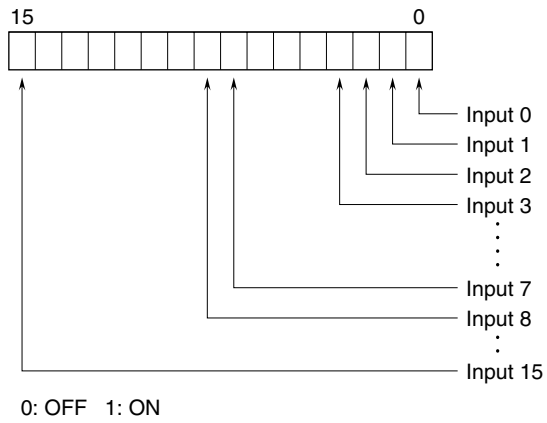 15 0
Input 0
Input 1
Input 2
Input 3
Input 7
Input 8
Input 15
0: OFF 1: ON